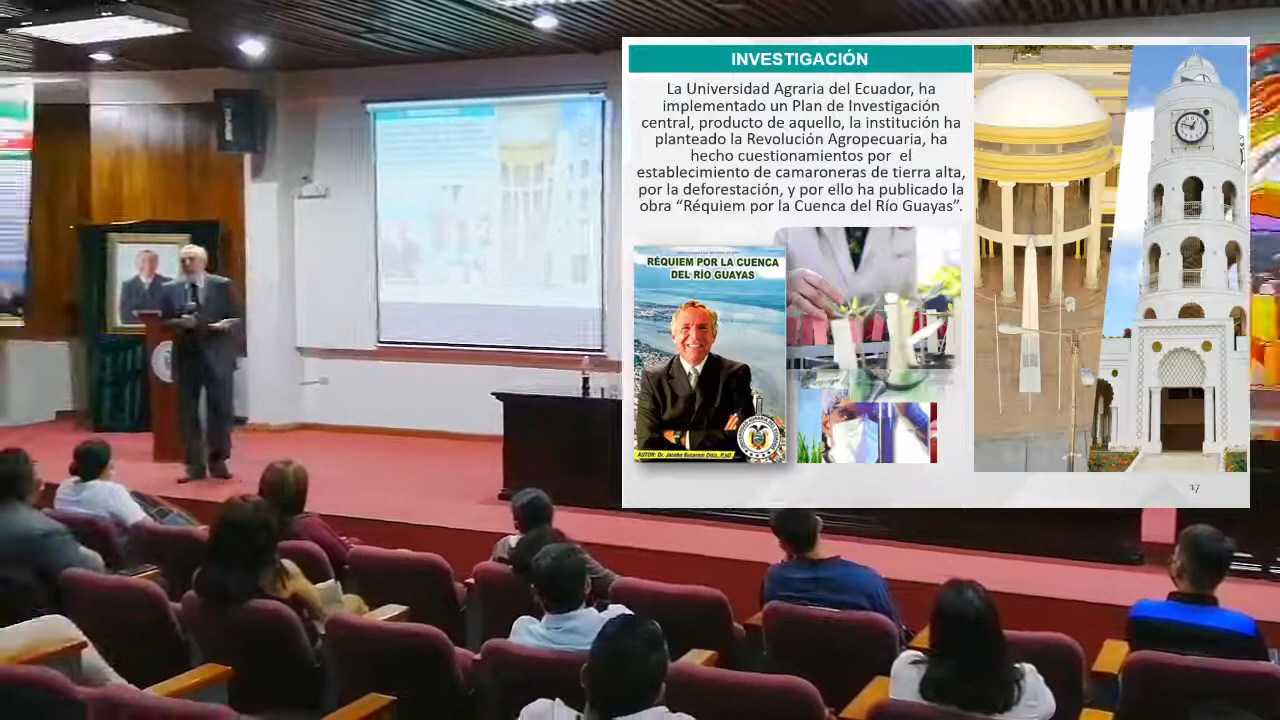 INVESTIGACIÓN
La Universidad Agraria del Ecuador, ha
implementado un Plan de Investigación
central, producto de aquello, la institución ha
planteado la Revolución Agropecuaria, ha
hecho cuestionamientos por el
establecimiento de camaroneras de tierra alta,
por la deforestación, y por ello ha publicado la
obra “Réquiem por la Cuenca del Río Guayas”.
RÉQUIEM POR LA CUENCA
DEL RÍO GUAYAS
AUTOR: Dr. Jacobo Bucaram Ortiz, P.hD
17